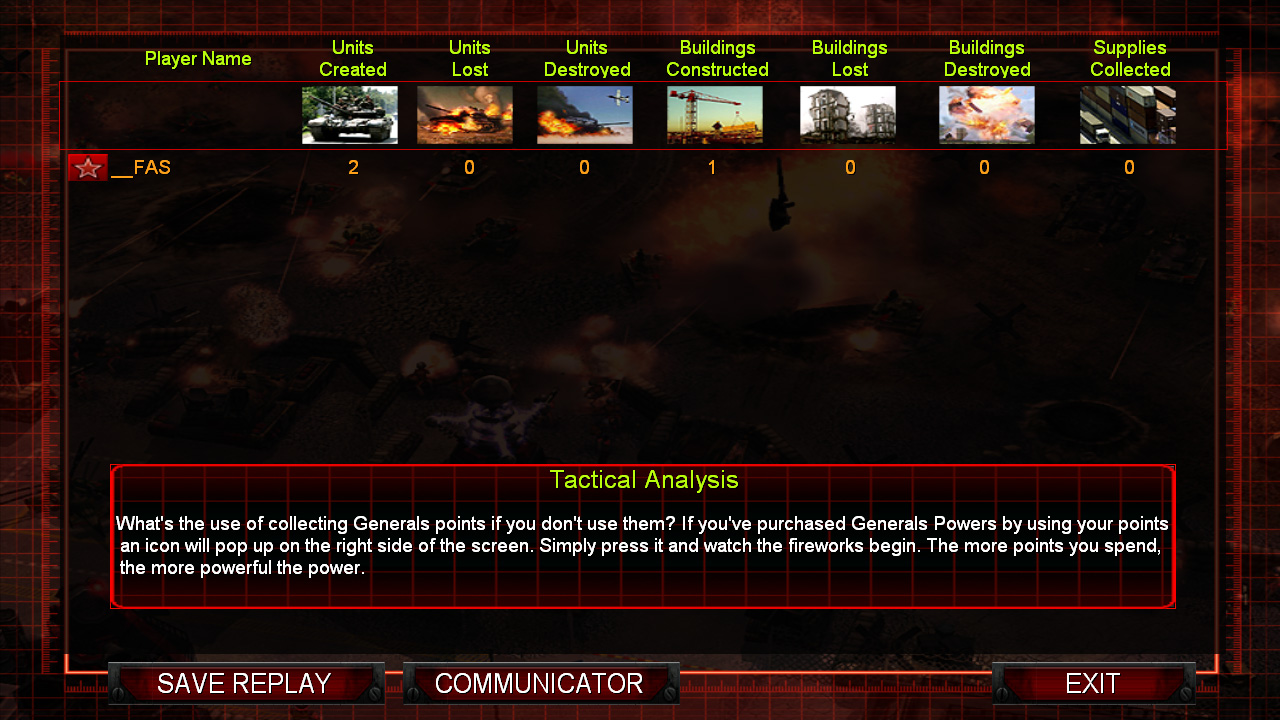 Player Name Units Created Units Lost Units Destroyed Buildings Constructed Buildings Lost Buildings Destroyed Supplies Collected
__FAS 2 0 0 1 0 0 0
Tactical Analysis
What's the use of collecting Generals points if you don't use them? If you've purchased Generals Powers by using your points
an icon will pop up on the right side of the screen. Simply press it and watch the fireworks begin. The more points you spend,
the more powerful the power.
SAVE REPLAY COMMUNICATOR EXIT